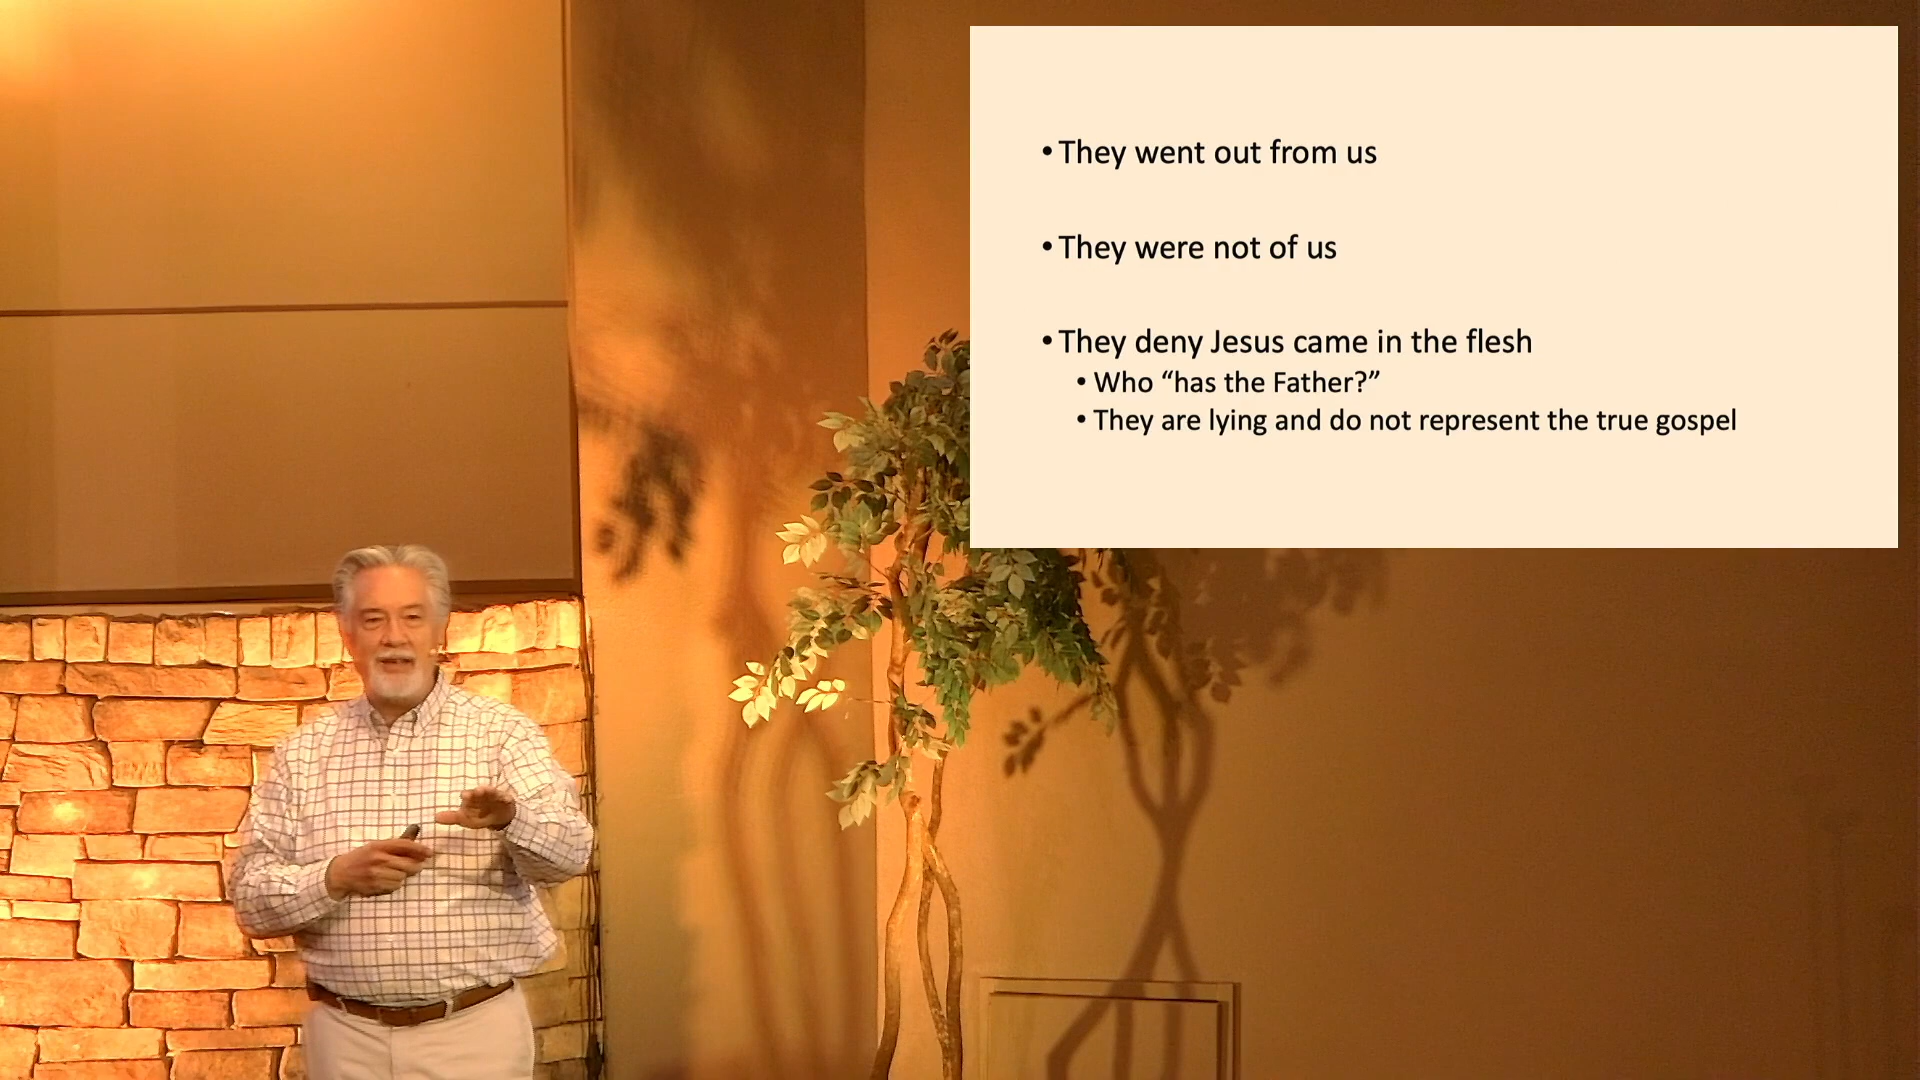 • They went out from us
• They were not of us
• They deny Jesus came in the flesh
• Who “has the Father?”
• They are lying and do not represent the true gospel